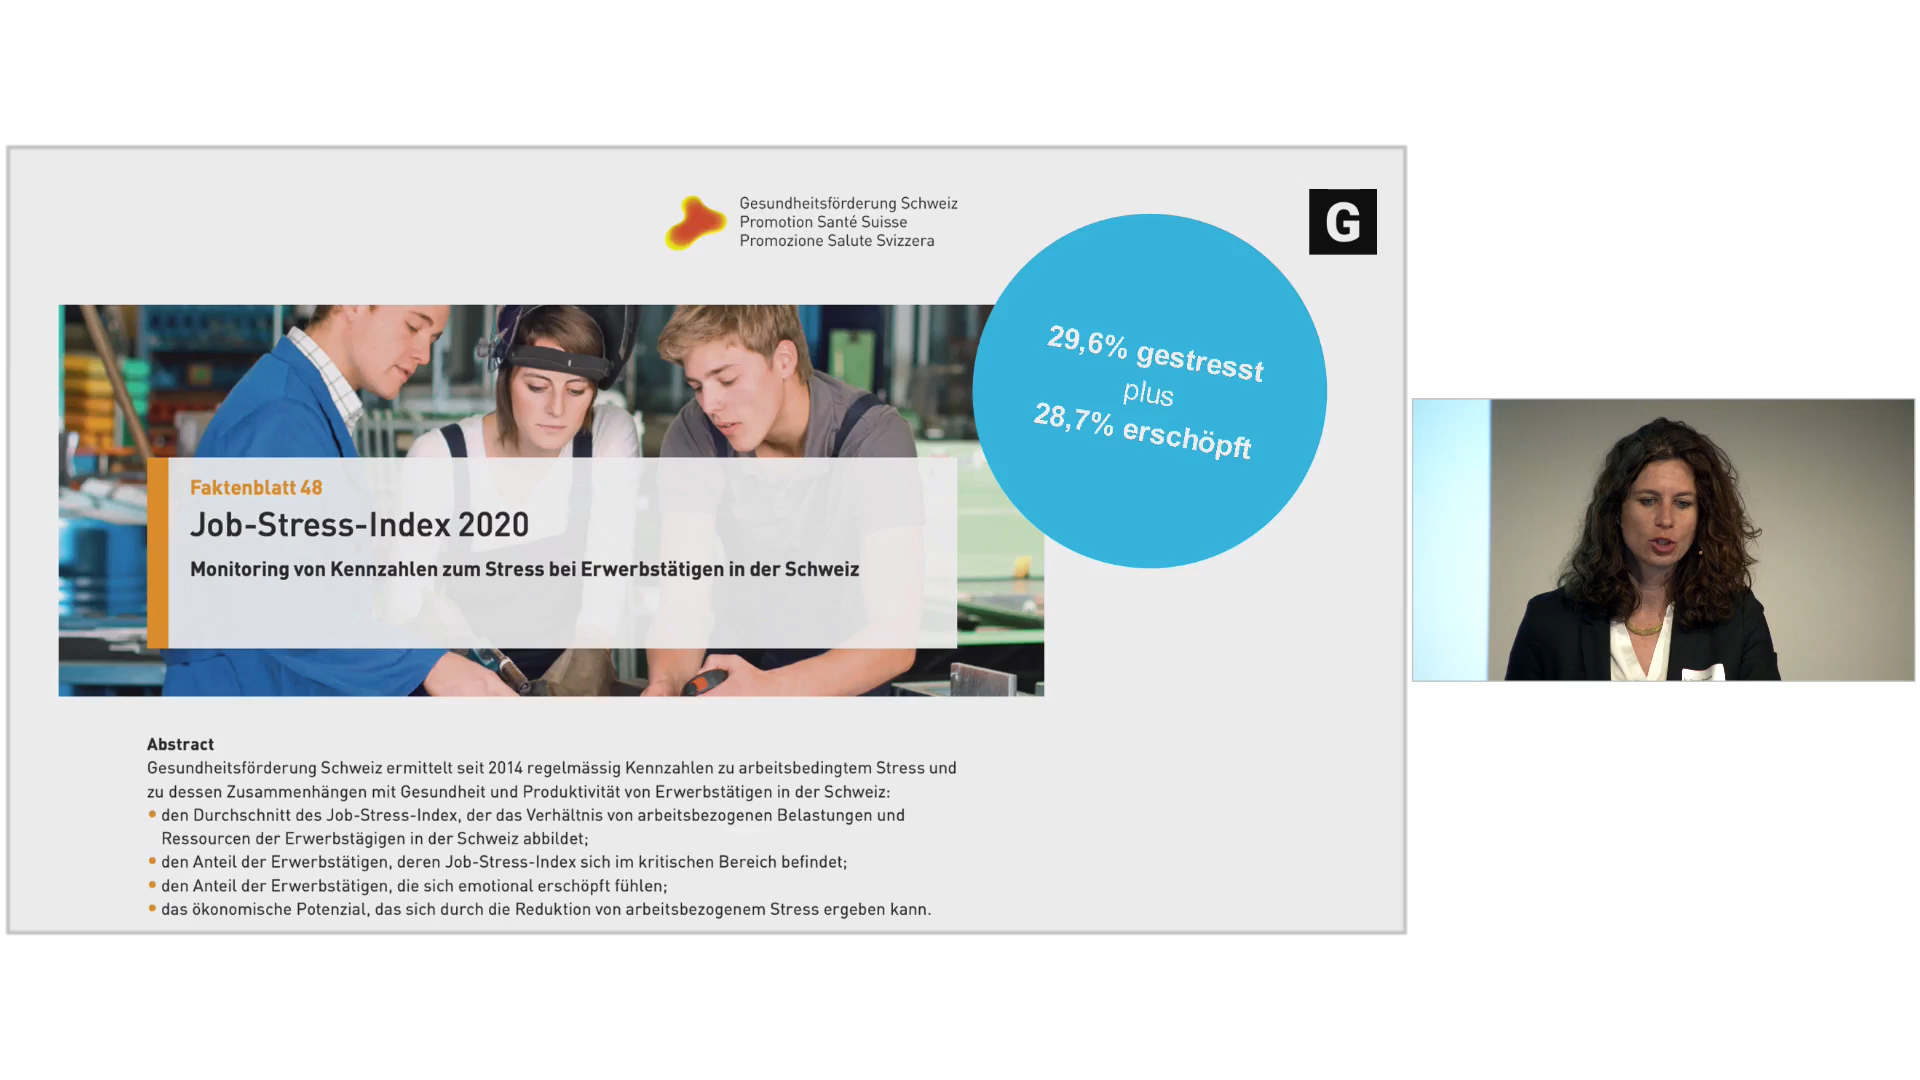 Gesundheitsförderung Schweiz
Promotion Santé Suisse
Promozione Salute Svizzera
G
29,6% gestresst
plus
28,7% erschöpft
Faktenblatt 48
Job-Stress-Index 2020
Monitoring von Kennzahlen zum Stress bei Erwerbstätigen in der Schweiz
Abstract
Gesundheitsförderung Schweiz ermittelt seit 2014 regelmässig Kennzahlen zu arbeitsbedingtem Stress und
zu dessen Zusammenhängen mit Gesundheit und Produktivität von Erwerbstätigen in der Schweiz:
• den Durchschnitt des Job-Stress-Index, der das Verhältnis von arbeitsbezogenen Belastungen und
Ressourcen der Erwerbstägigen in der Schweiz abbildet;
• den Anteil der Erwerbstätigen, deren Job-Stress-Index sich im kritischen Bereich befindet;
• den Anteil der Erwerbstätigen, die sich emotional erschöpft fühlen;
• das ökonomische Potenzial, das sich durch die Reduktion von arbeitsbezogenem Stress ergeben kann.